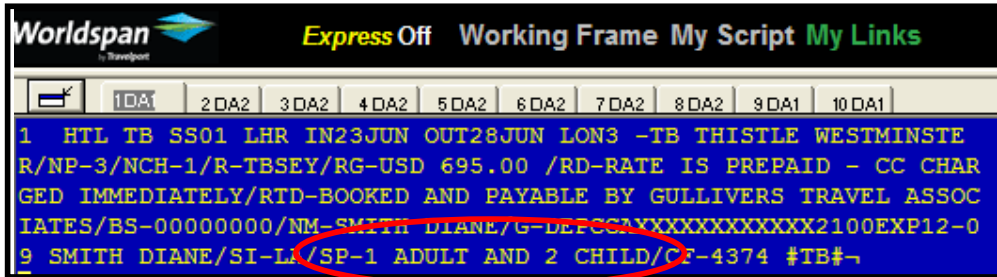 Worldspan
by Travelport
Express Off Working Frame My Script My Links
1DA1 2DA2 3DA2 4DA2 5DA2 6DA2 7DA2 8DA2 9DA1 10DA1
1 HTL TB SS01 LHR IN23JUN OUT28JUN LON3 -TB THISTLE WESTMINSTE
R/NP-3/NCH-1/R-TBSEY/RG-USD 695.00 /RD-RATE IS PREPAID - CC CHAR
GED IMMEDIATELY/RTD-BOOKED AND PAYABLE BY GULLIVERS TRAVEL ASSOC
IATES/BS-00000000/NM-SMITH DIANE/G-DEPCCAXXXXXXXXXXXX2100EXP12-0
9 SMITH DIANE/SI-LA/SP-1 ADULT AND 2 CHILD/CF-4374 #TB#¬